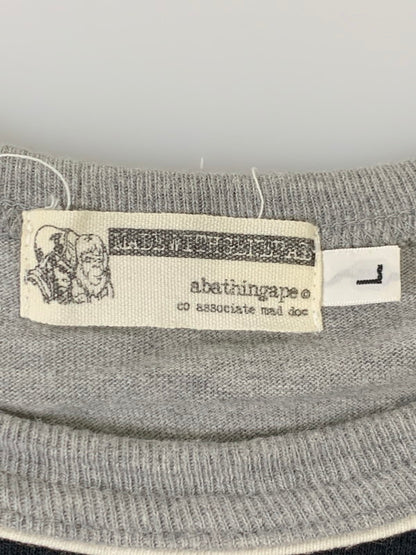 abathingape©
co associate mad doc
L